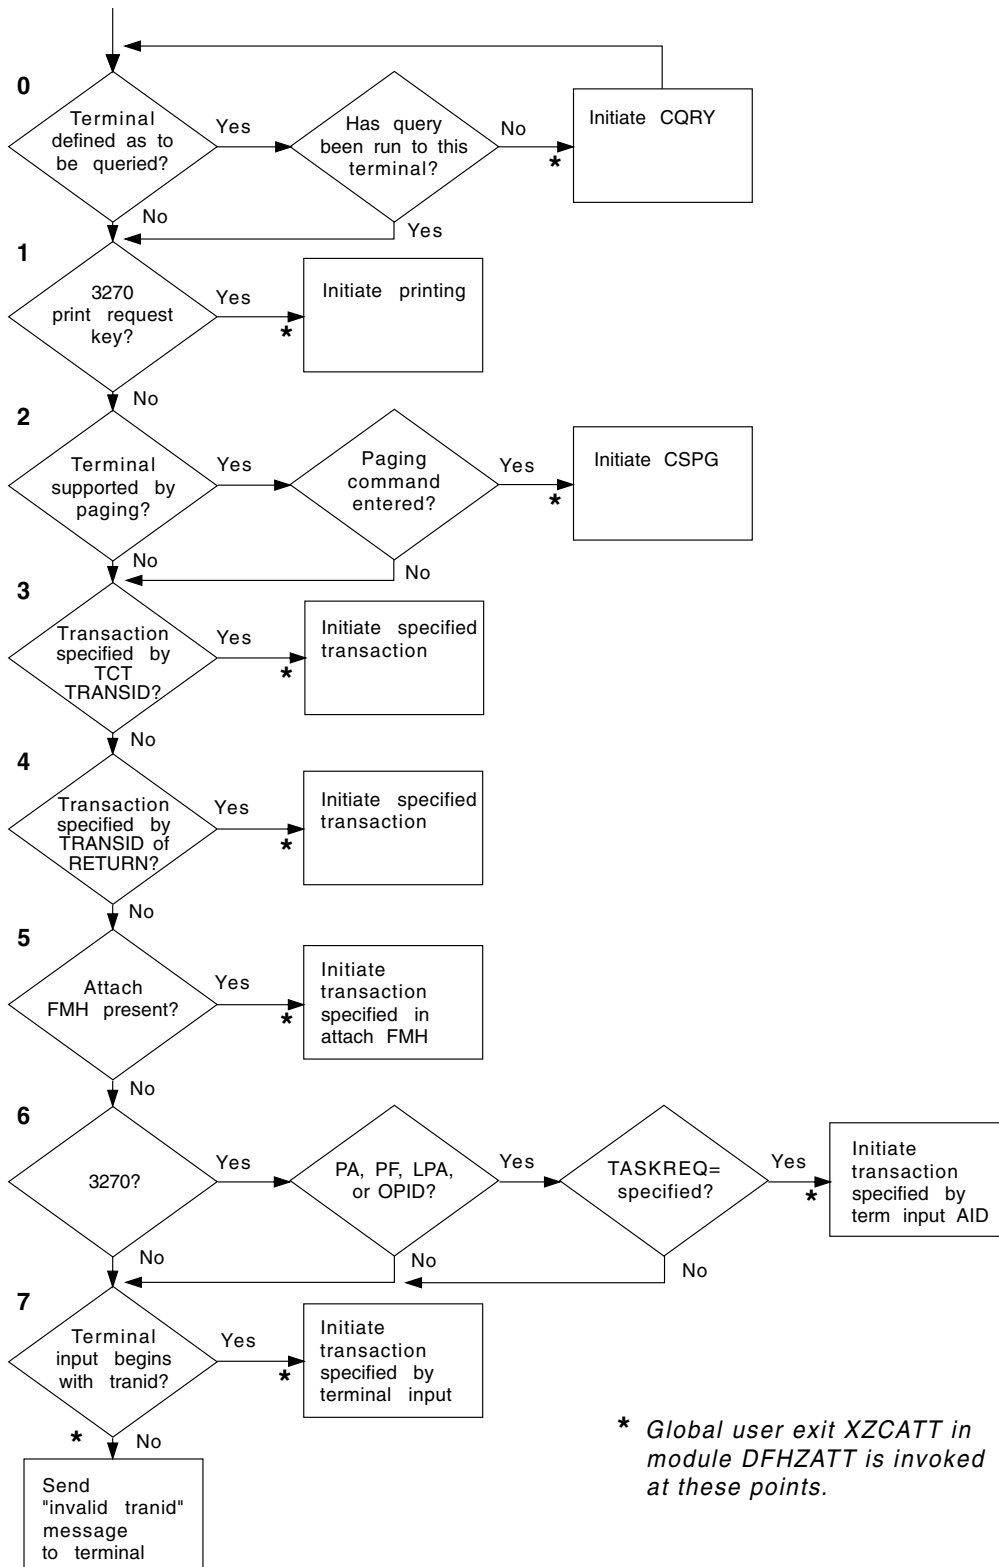 0
Terminal
defined as to
be queried?
Yes
Has query
been run to this
terminal?
No
*
Initiate CQRY
No
Yes
1
3270
print request
key?
Yes
*
Initiate printing
No
2
Terminal
supported by
paging?
Yes
Paging
command
entered?
Yes
*
Initiate CSPG
No
No
3
Transaction
specified by
TCT
TRANSID?
Yes
*
Initiate specified
transaction
No
4
Transaction
specified by
TRANSID of
RETURN?
Yes
*
Initiate specified
transaction
No
5
Attach
FMH present?
Yes
*
Initiate
transaction
specified in
attach FMH
No
6
3270?
Yes
PA, PF, LPA,
or OPID?
Yes
TASKREQ=
specified?
Yes
*
Initiate
transaction
specified by
term input AID
No
No
No
7
Terminal
input begins
with tranid?
Yes
*
Initiate
transaction
specified by
terminal input
*
No
Send
"invalid tranid"
message
to terminal
* Global user exit XZCATT in
module DFHZATT is invoked
at these points.